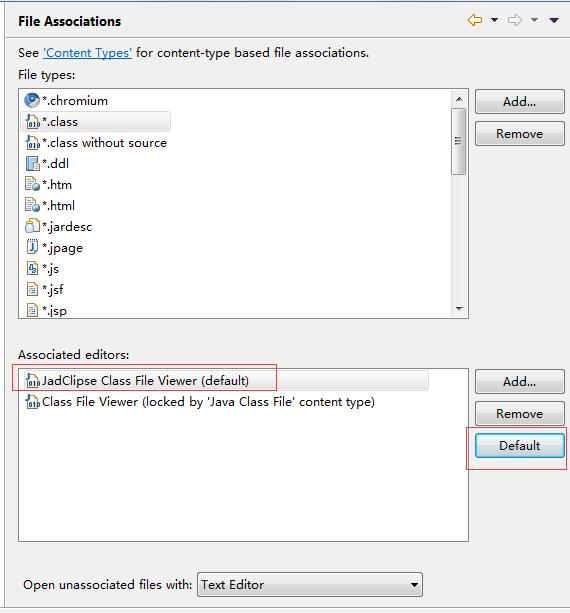 File Associations
See 'Content Types' for content-type based file associations.
File types:
*.chromium
*.class
*.class without source
*.ddl
*.htm
*.html
*.jardesc
*.jpage
*.js
*.jsf
*.jsp
Add...
Remove
Associated editors:
JadClipse Class File Viewer (default)
Class File Viewer (locked by 'Java Class File' content type)
Add...
Remove
Default
Open unassociated files with: Text Editor